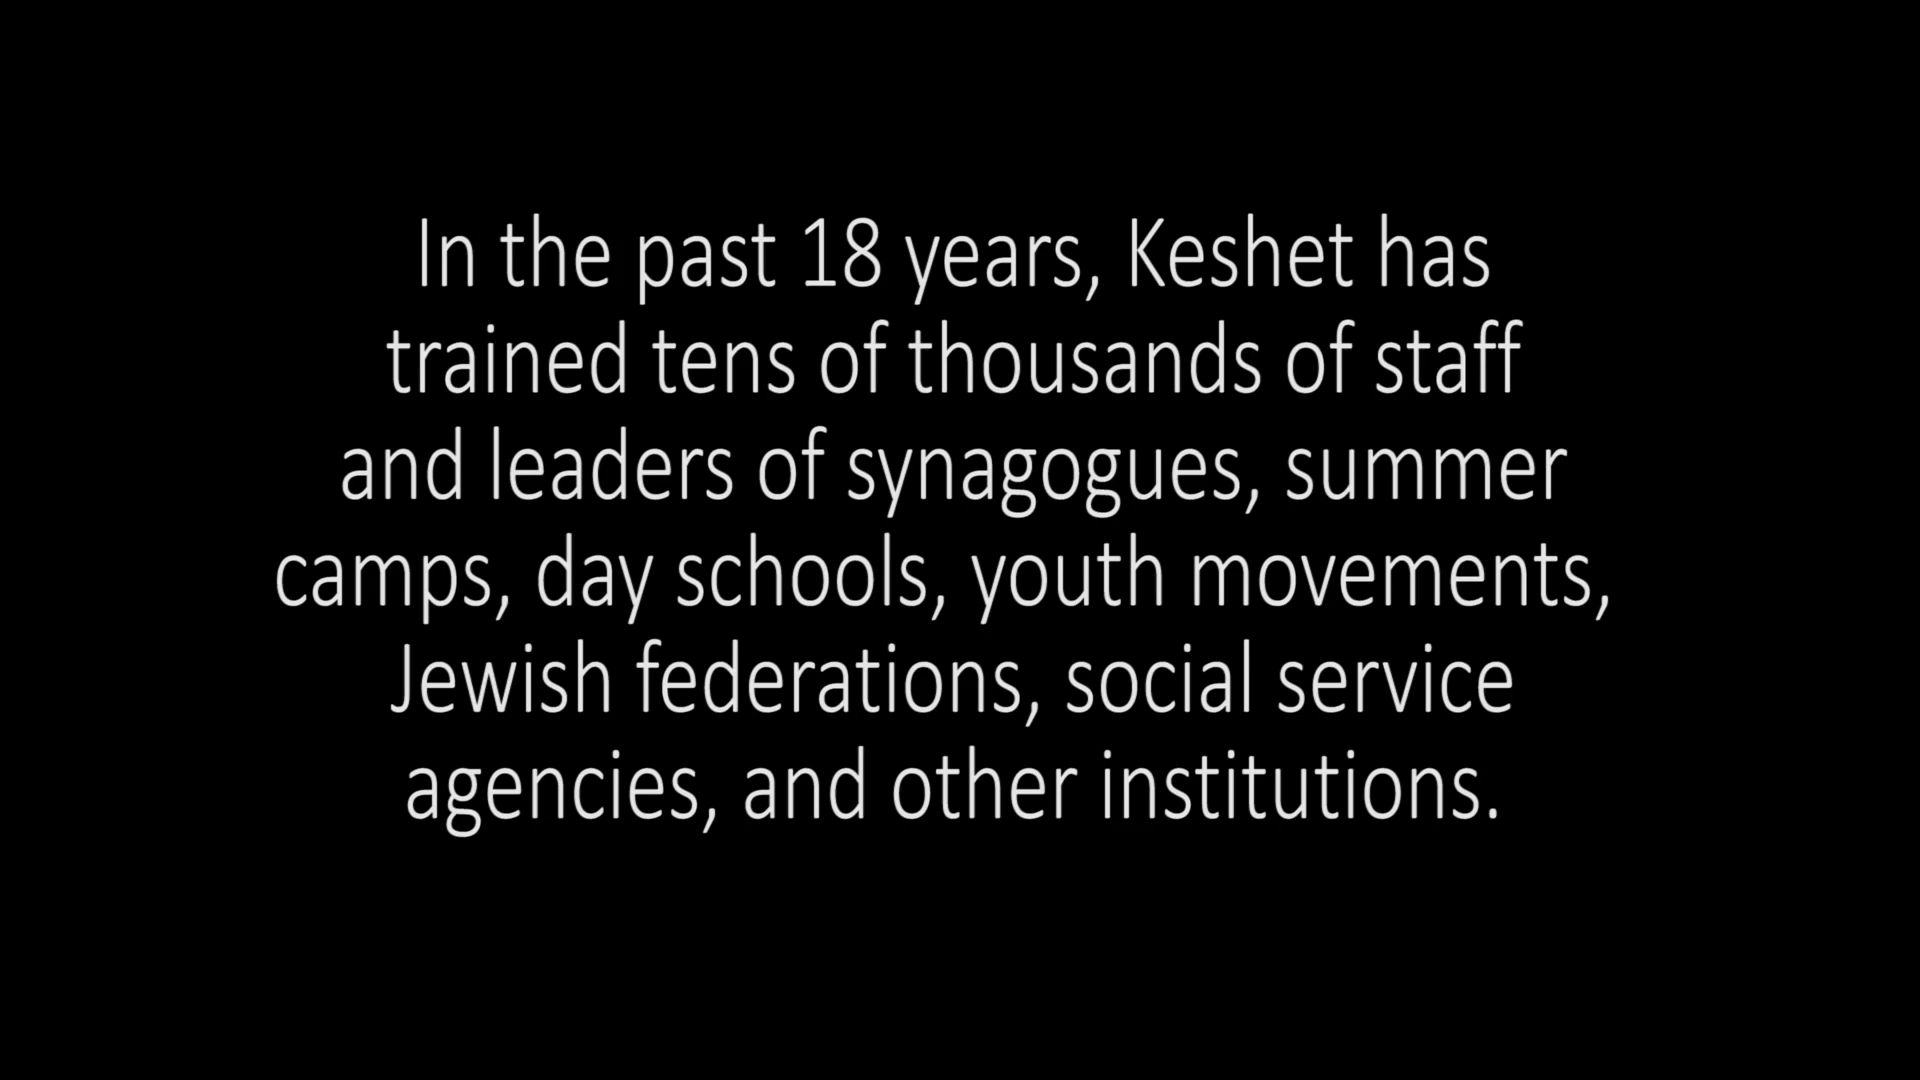 In the past 18 years, Keshet has
trained tens of thousands of staff
and leaders of synagogues, summer
camps, day schools, youth movements,
Jewish federations, social service
agencies, and other institutions.